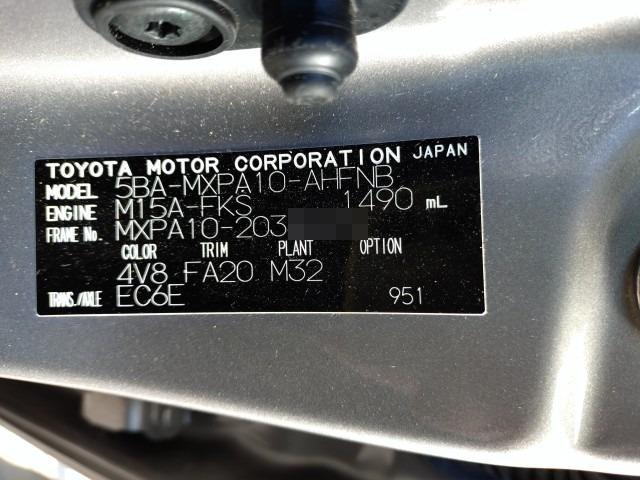 TOYOTA MOTOR CORPORATION JAPAN
MODEL 5BA-MXPA10-AHFNB
ENGINE M15A-FKS 1490 mL
FRAME No. MXPA10-203
COLOR TRIM PLANT OPTION
4V8 FA20 M32
TRANS./AXLE EC6E 951